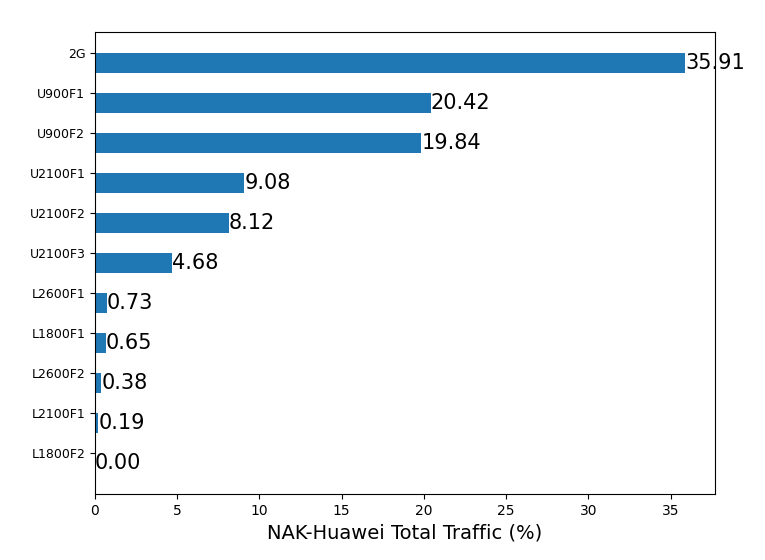 2G 35.91
U900F1 20.42
U900F2 19.84
U2100F1 9.08
U2100F2 8.12
U2100F3 4.68
L2600F1 0.73
L1800F1 0.65
L2600F2 0.38
L2100F1 0.19
L1800F2 0.00
0 5 10 15 20 25 30 35
NAK-Huawei Total Traffic (%)